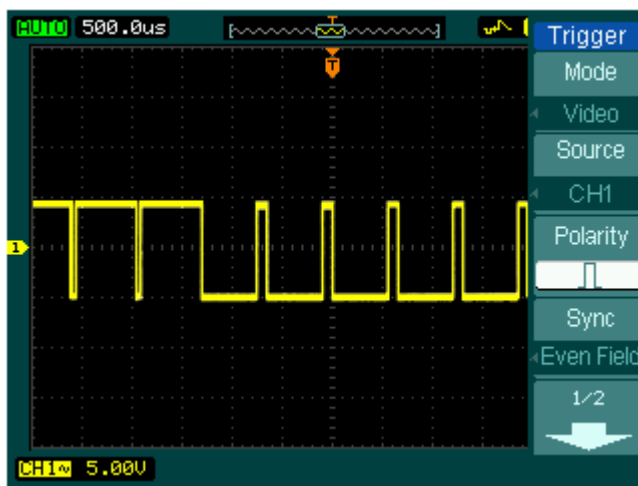 AUTO 500.0us
T
Trigger
Mode
Video
Source
CH1
1
Polarity
Sync
Even Field
1/2
CH1~ 5.00V